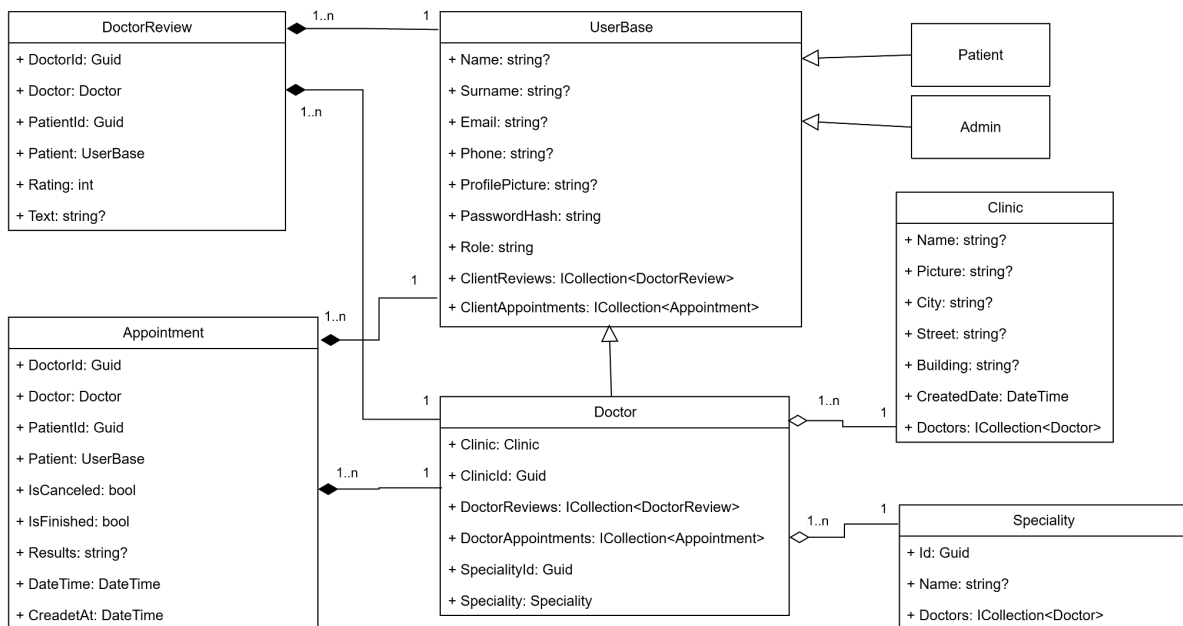 DoctorReview
+ DoctorId: Guid
+ Doctor: Doctor
+ PatientId: Guid
+ Patient: UserBase
+ Rating: int
+ Text: string?
1..n
1
1..n
1
UserBase
+ Name: string?
+ Surname: string?
+ Email: string?
+ Phone: string?
+ ProfilePicture: string?
+ PasswordHash: string
+ Role: string
+ ClientReviews: ICollection<DoctorReview>
+ ClientAppointments: ICollection<Appointment>
Patient
Admin
Clinic
+ Name: string?
+ Picture: string?
+ City: string?
+ Street: string?
+ Building: string?
+ CreatedDate: DateTime
+ Doctors: ICollection<Doctor>
Appointment
+ DoctorId: Guid
+ Doctor: Doctor
+ PatientId: Guid
+ Patient: UserBase
+ IsCanceled: bool
+ IsFinished: bool
+ Results: string?
+ DateTime: DateTime
+ CreadetAt: DateTime
1..n
1
1..n
1
Doctor
+ Clinic: Clinic
+ ClinicId: Guid
+ DoctorReviews: ICollection<DoctorReview>
+ DoctorAppointments: ICollection<Appointment>
+ SpecialityId: Guid
+ Speciality: Speciality
1..n
1
1..n
1
Speciality
+ Id: Guid
+ Name: string?
+ Doctors: ICollection<Doctor>